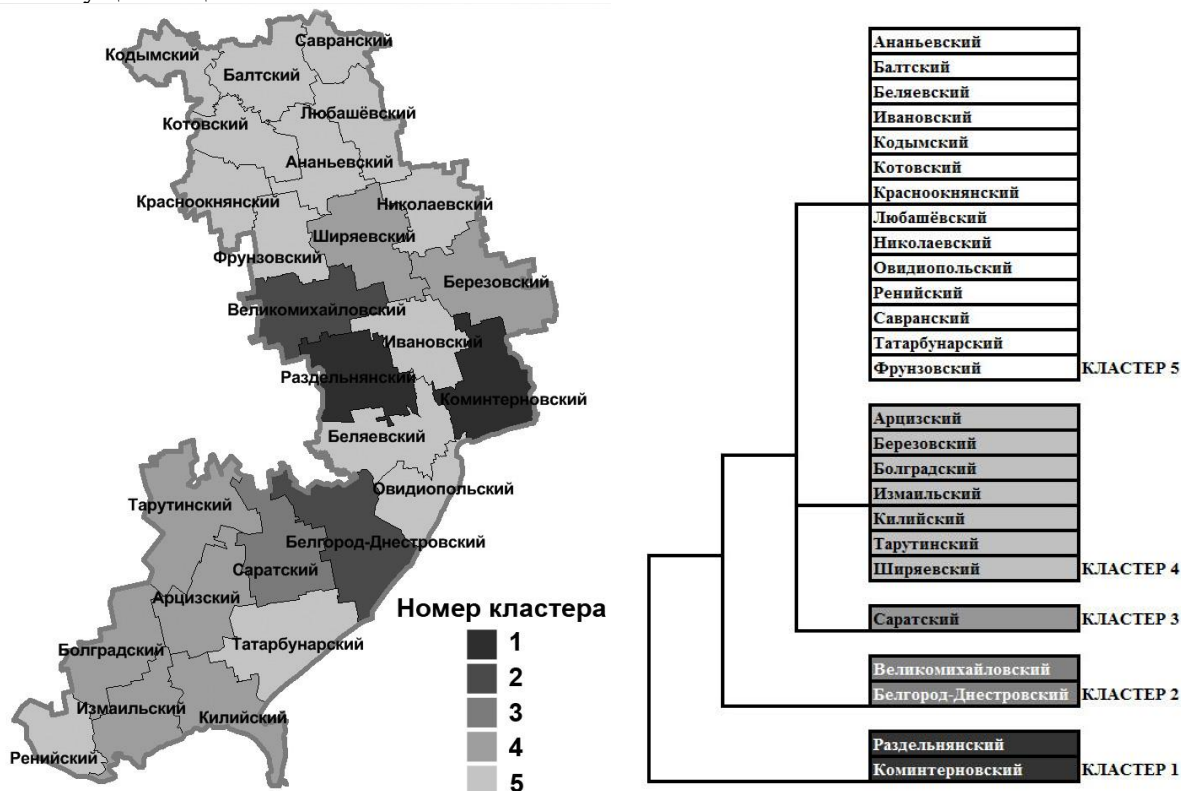 Савранский
Кодымский
Балтский
Любашёвский
Котовский
Ананьевский
Красноокнянский
Николаевский
Ширяевский
Фрунзовский
Березовский
Великомихайловский
Ивановский
Раздельнянский
Коминтерновский
Беляевский
Овидиопольский
Тарутинский
Белгород-Днестровский
Саратский
Арцизский
Татарбунарский
Болградский
Измаильский
Килийский
Ренийский
Номер кластера
1
2
3
4
5
Ананьевский
Балтский
Беляевский
Ивановский
Кодымский
Котовский
Красноокнянский
Любашёвский
Николаевский
Овидиопольский
Ренийский
Савранский
Татарбунарский
Фрунзовский КЛАСТЕР 5
Арцизский
Березовский
Болградский
Измаильский
Килийский
Тарутинский
Ширяевский КЛАСТЕР 4
Саратский КЛАСТЕР 3
Великомихайловский
Белгород-Днестровский КЛАСТЕР 2
Раздельнянский
Коминтерновский КЛАСТЕР 1